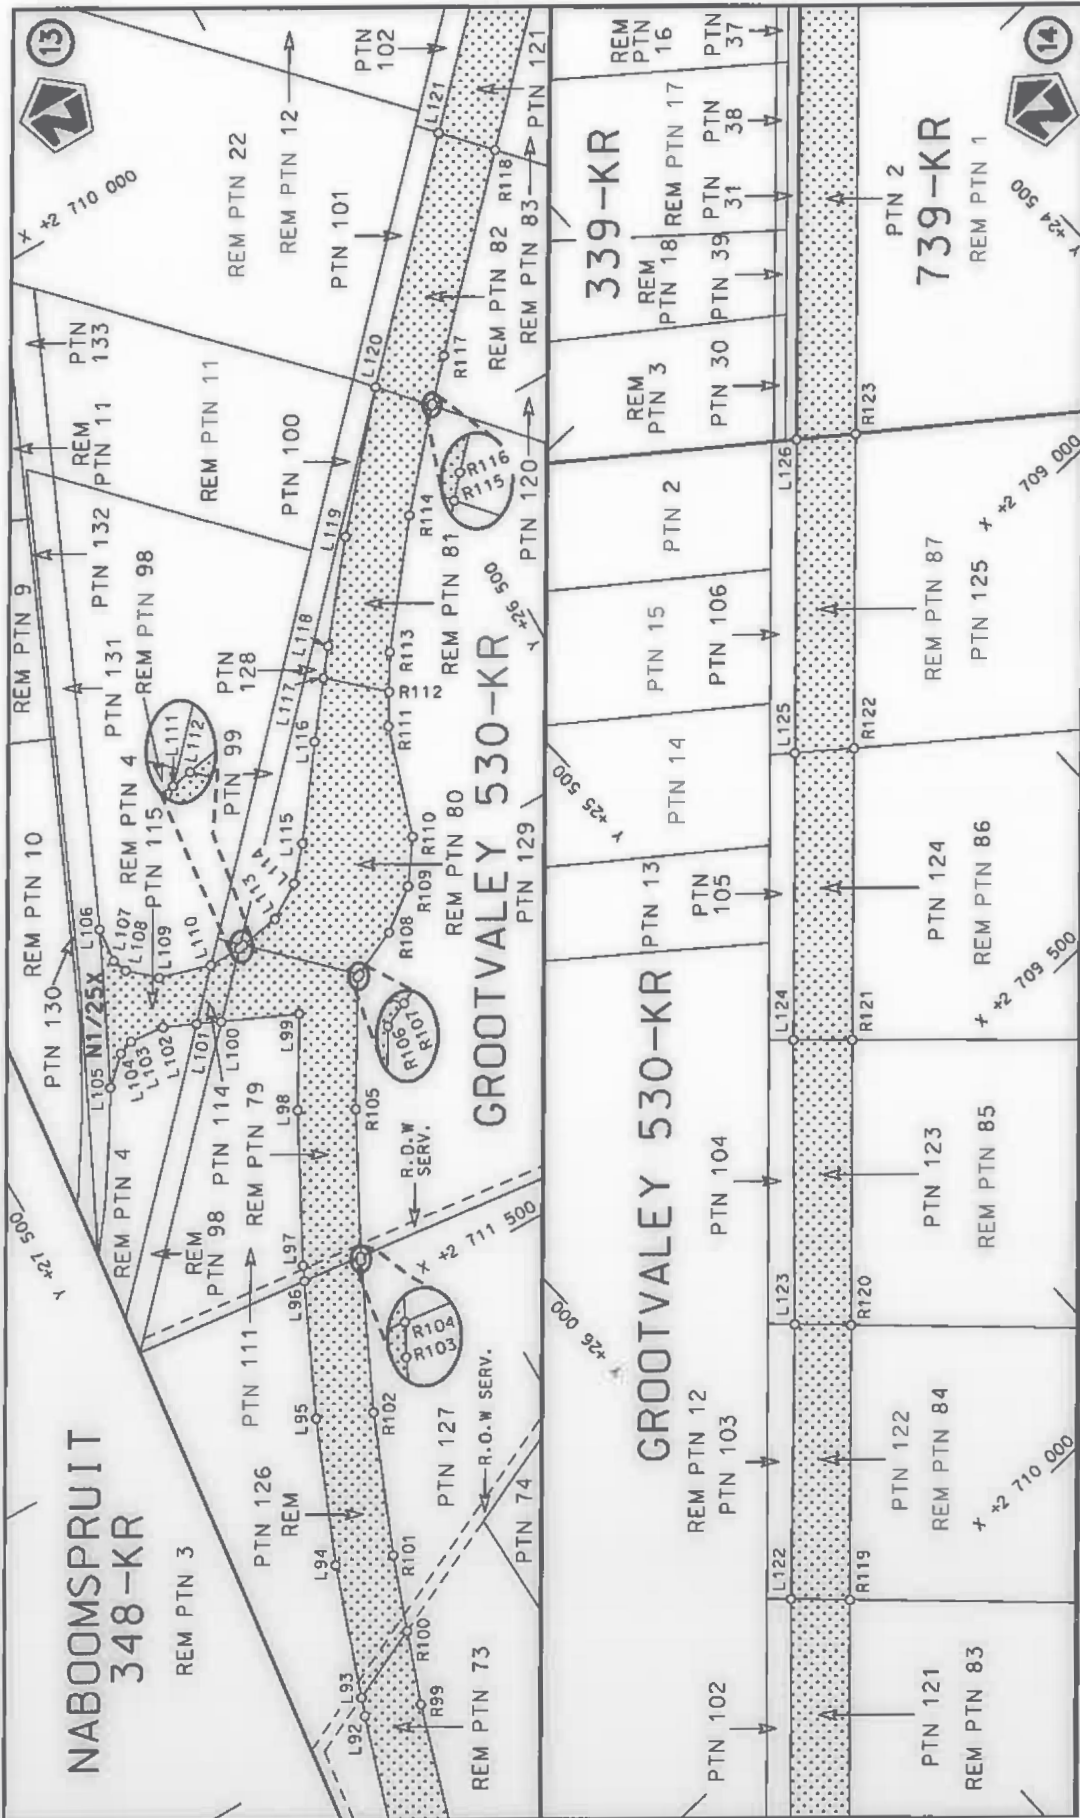 13
NABOOMSPRUIT
348-KR
REM PTN 3
Y +27 500
REM PTN 4
PTN 130
REM PTN 10
REM PTN 9
L105 N1/25X
L106
L104
L103
L102
L101
L100
L107
L108
L109
L110
REM PTN 4
PTN 115
PTN 131
REM PTN 98
L111
L112
PTN 132
REM
PTN 11
PTN
133
X +2 710 000
REM PTN 22
REM PTN 12
PTN
102
PTN 101
REM PTN 11
PTN 100
PTN
128
PTN 99
REM
PTN 98
PTN 114
REM PTN 79
PTN 111
PTN 126
REM
L92
L93
L94
L95
L96
L97
L98
L99
L113
L114
L115
L116
L117
L118
L119
L120
L121
R99
R100
R101
R102
R103
R104
R105
R106
R107
R108
R109
R110
R111
R112
R113
R114
R115
R116
R117
R118
REM PTN 73
R.O.W SERV.
PTN 74
PTN 127
X +2 711 500
R.O.W
SERV.
GROOTVALEY 530-KR
REM PTN 80
PTN 129
REM PTN 81
Y +26 500
PTN 120
REM PTN 82
REM PTN 83
PTN 121
14
PTN 102
REM PTN 12
PTN 103
+26 000
GROOTVALEY 530-KR
PTN 104
PTN
105
PTN 13
PTN 14
Y +25 500
PTN 15
PTN 106
PTN 2
REM
PTN 3
PTN 30
339-KR
REM
PTN 18
PTN 39
REM PTN 17
PTN
31
PTN
38
REM
PTN
16
PTN
37
L122
L123
L124
L125
L126
R119
R120
R121
R122
R123
PTN 121
REM PTN 83
PTN 122
REM PTN 84
X +2 710 000
PTN 123
REM PTN 85
X +2 709 500
PTN 124
REM PTN 86
REM PTN 87
PTN 125
X +2 709 000
PTN 2
739-KR
REM PTN 1
Y +24 500